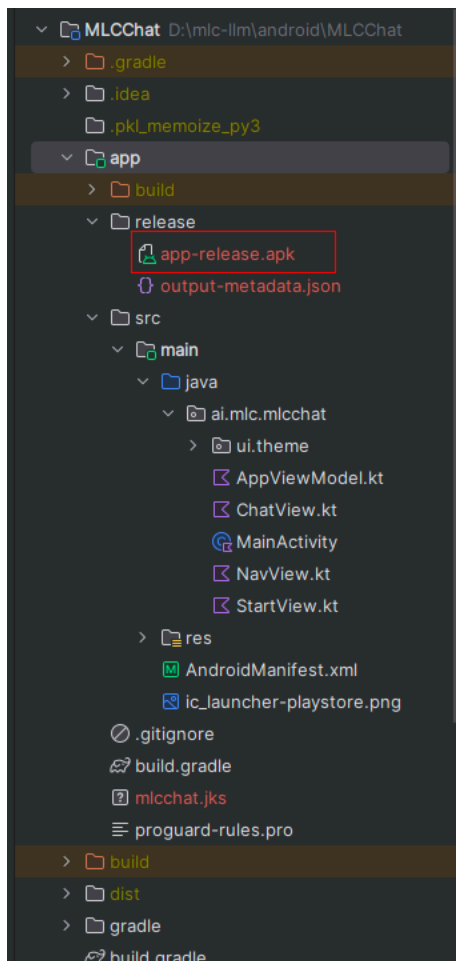 MLCChat D:\mlc-llm\android\MLCChat
.gradle
.idea
.pkl_memoize_py3
app
build
release
app-release.apk
{} output-metadata.json
src
main
java
ai.mlc.mlcchat
ui.theme
AppViewModel.kt
ChatView.kt
MainActivity
NavView.kt
StartView.kt
res
M AndroidManifest.xml
ic_launcher-playstore.png
.gitignore
build.gradle
? mlcchat.jks
proguard-rules.pro
build
dist
gradle
build.gradle